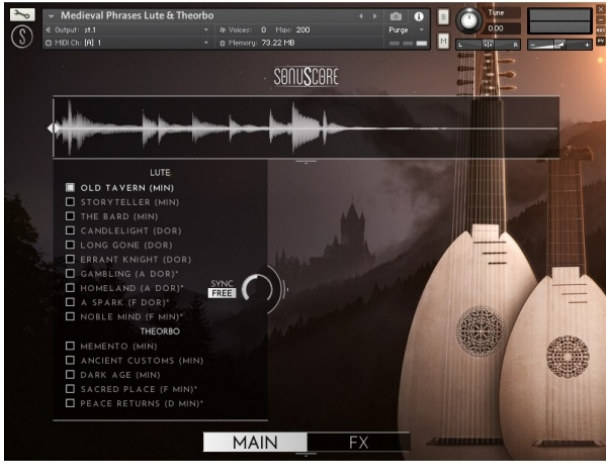 Medieval Phrases Lute & Theorbo
Output: st.1
Voices: 0 Max: 200
Purge
MIDI Ch: [A] 1
Memory: 73.22 MB
S
M
Tune
0.00
L R
SONUSCORE
LUTE
OLD TAVERN (MIN)
STORYTELLER (MIN)
THE BARD (MIN)
CANDLELIGHT (DOR)
LONG GONE (DOR)
ERRANT KNIGHT (DOR)
GAMBLING (A DOR)*
HOMELAND (A DOR)*
A SPARK (F DOR)*
NOBLE MIND (F MIN)*
THEORBO
MEMENTO (MIN)
ANCIENT CUSTOMS (MIN)
DARK AGE (MIN)
SACRED PLACE (F MIN)*
PEACE RETURNS (D MIN)*
SYNC
FREE
MAIN FX